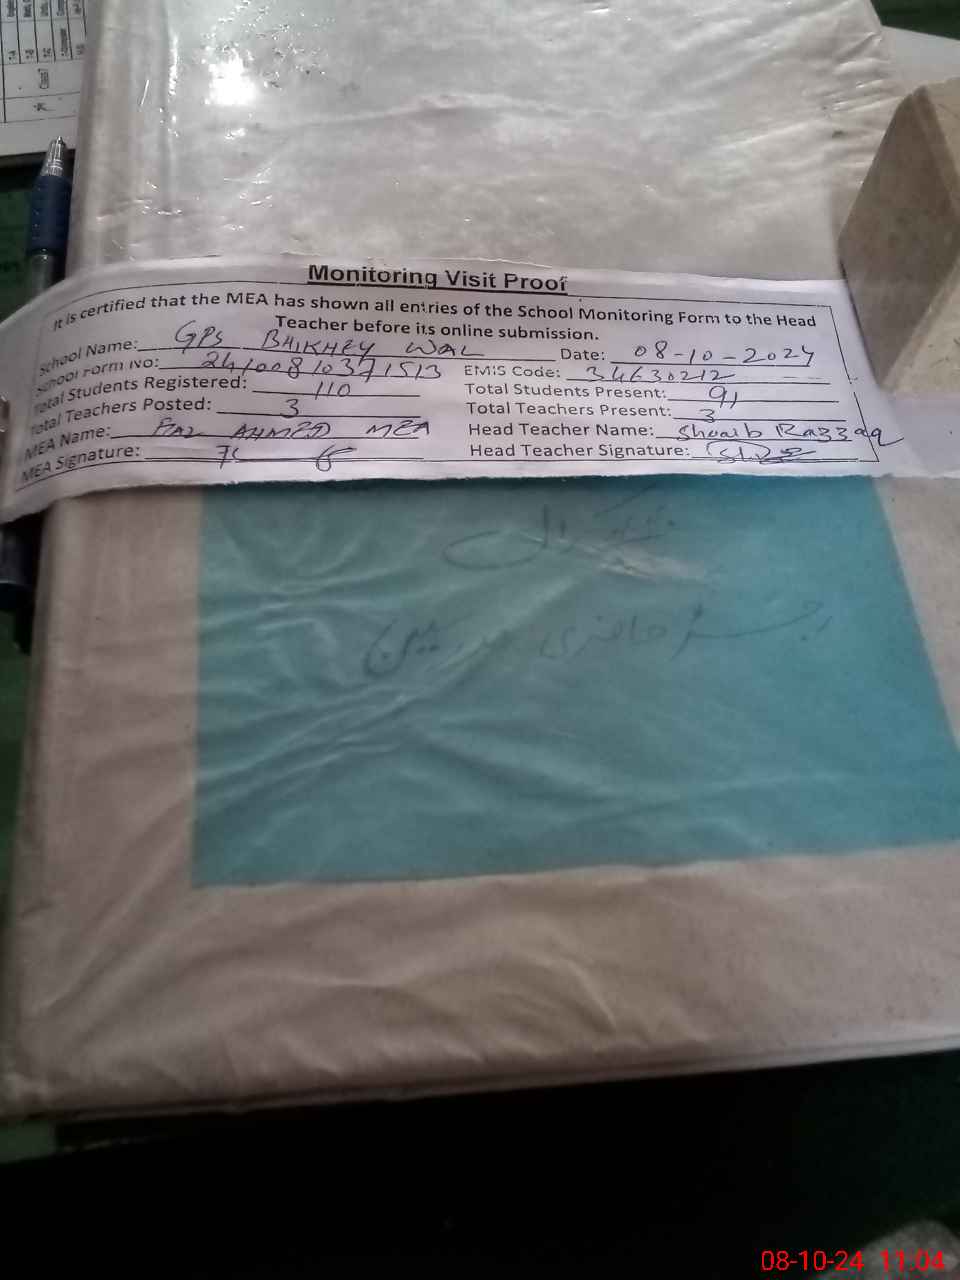 Monitoring Visit Proof
It is certified that the MEA has shown all entries of the School Monitoring Form to the Head
Teacher before its online submission.
School Name: GPS BHIKHEY WAL Date: 08-10-2024
School Form No: 24100810371513 EMIS Code: 34630212
Total Students Registered: 110 Total Students Present: 91
Total Teachers Posted: 3 Total Teachers Present: 3
MEA Name: AHMED MEA Head Teacher Name: Shoaib Razzaq
MEA Signature: Head Teacher Signature:
رجسٹر حاضری مدرسین
08-10-24 11:04